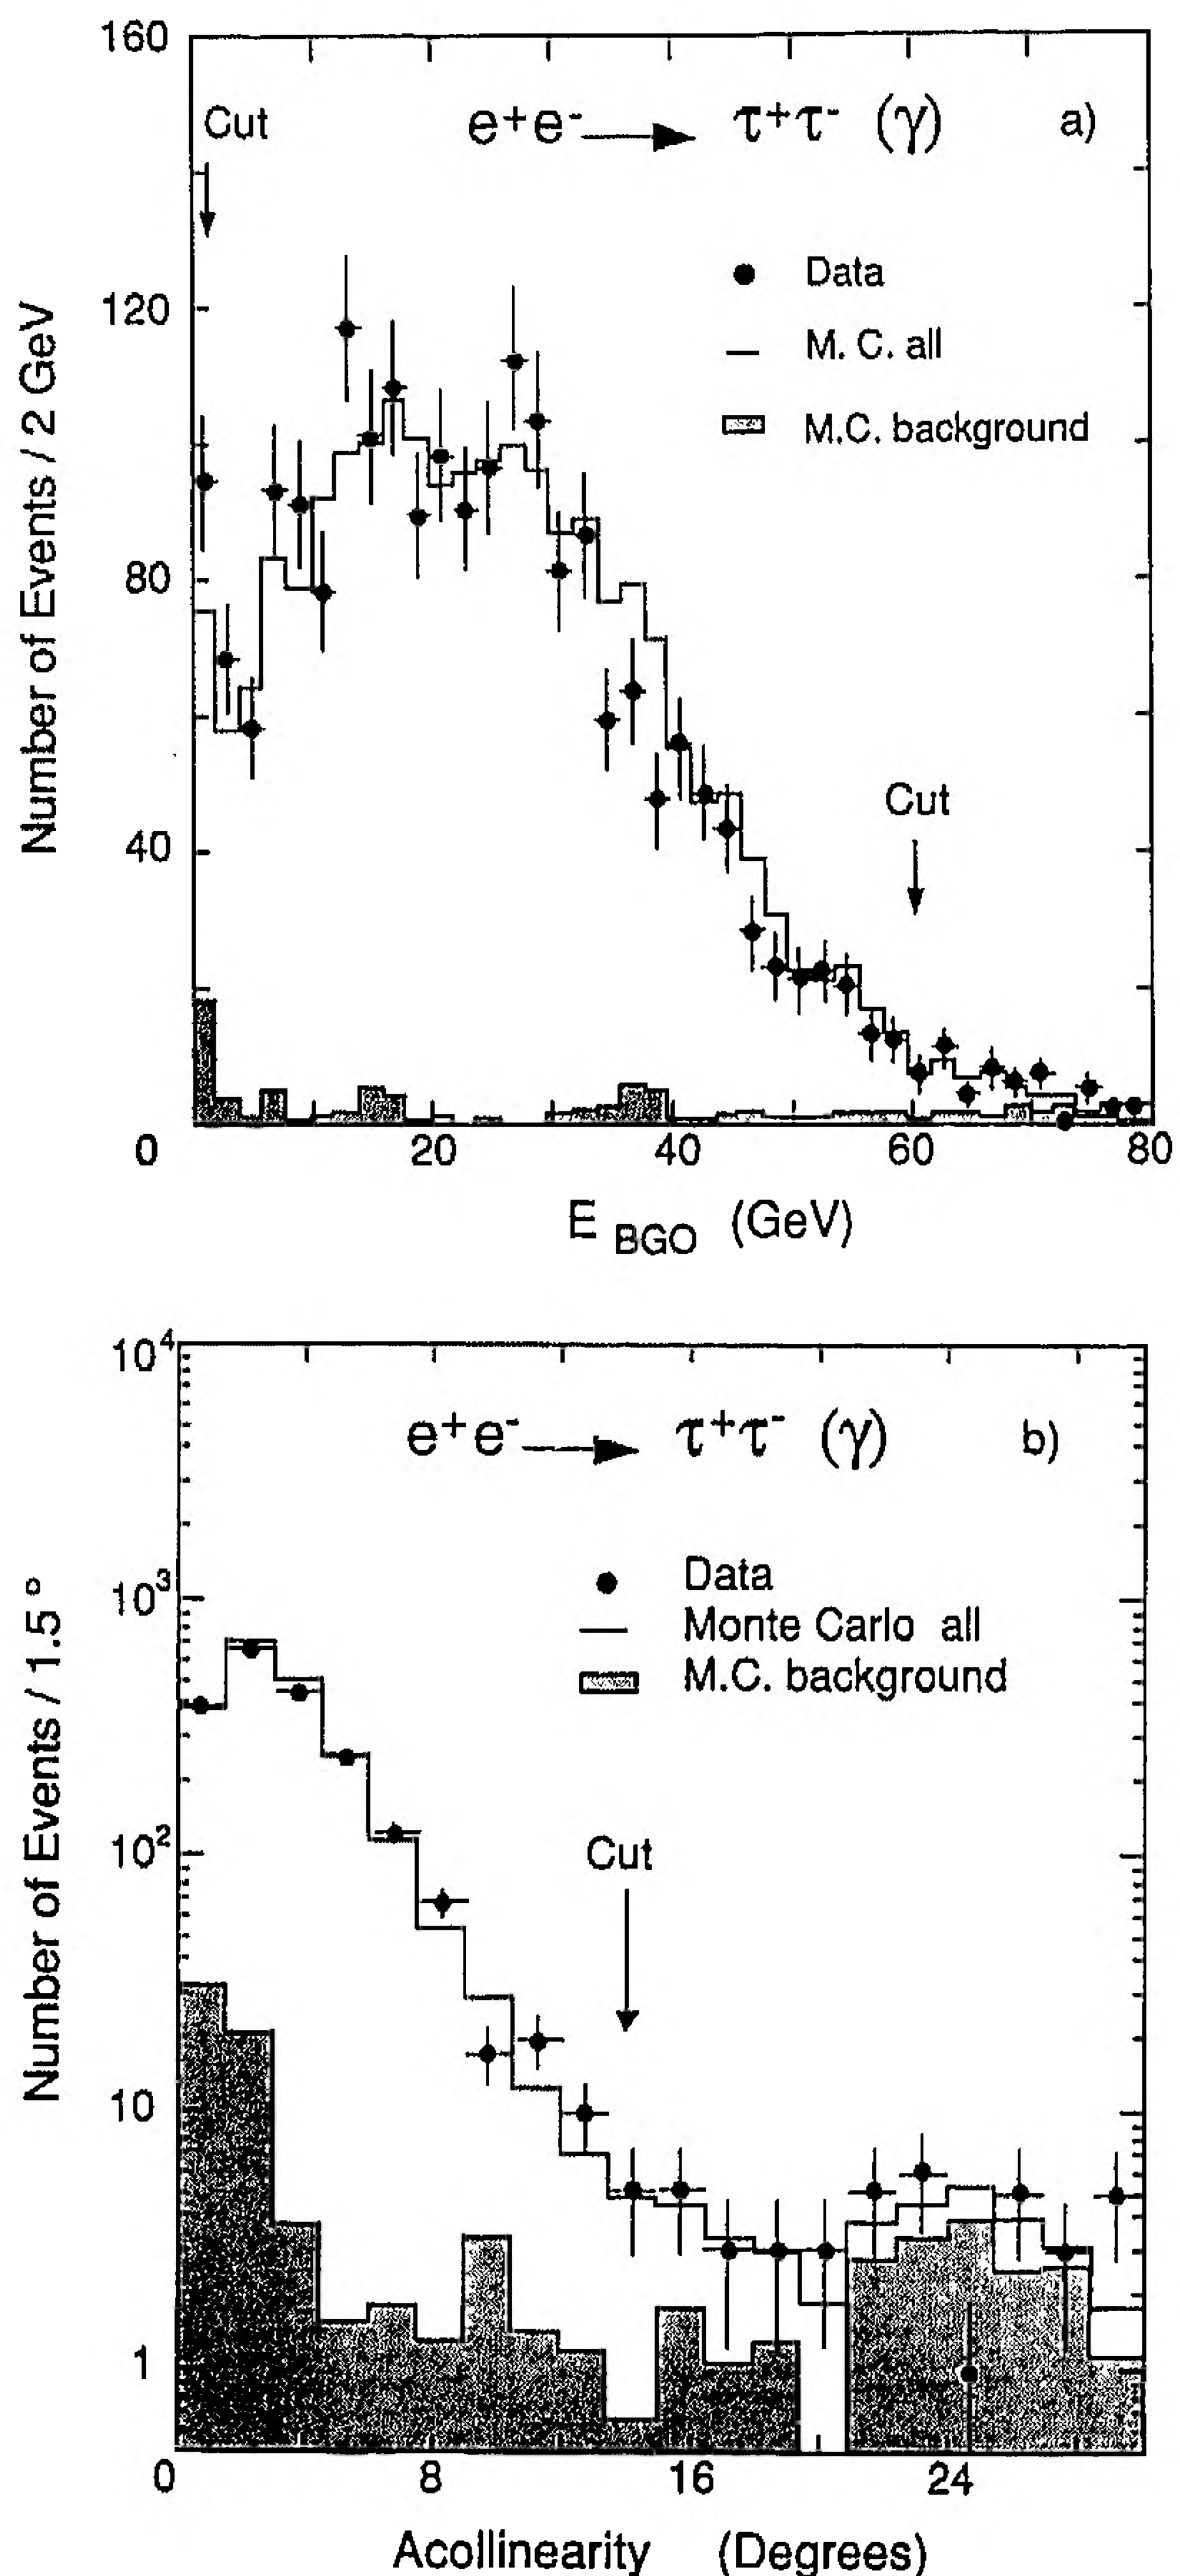 160
Cut
e+e- → τ+τ- (γ)
a)
Data
120
M. C. all
M.C. background
Number of Events / 2 GeV
80
Cut
40
0 20 40 60 80
E BGO (GeV)
10⁴
e+e- → τ+τ- (γ)
b)
Data
10³
Monte Carlo all
M.C. background
Number of Events / 1.5°
10²
Cut
10
1
0 8 16 24
Acollinearity (Degrees)